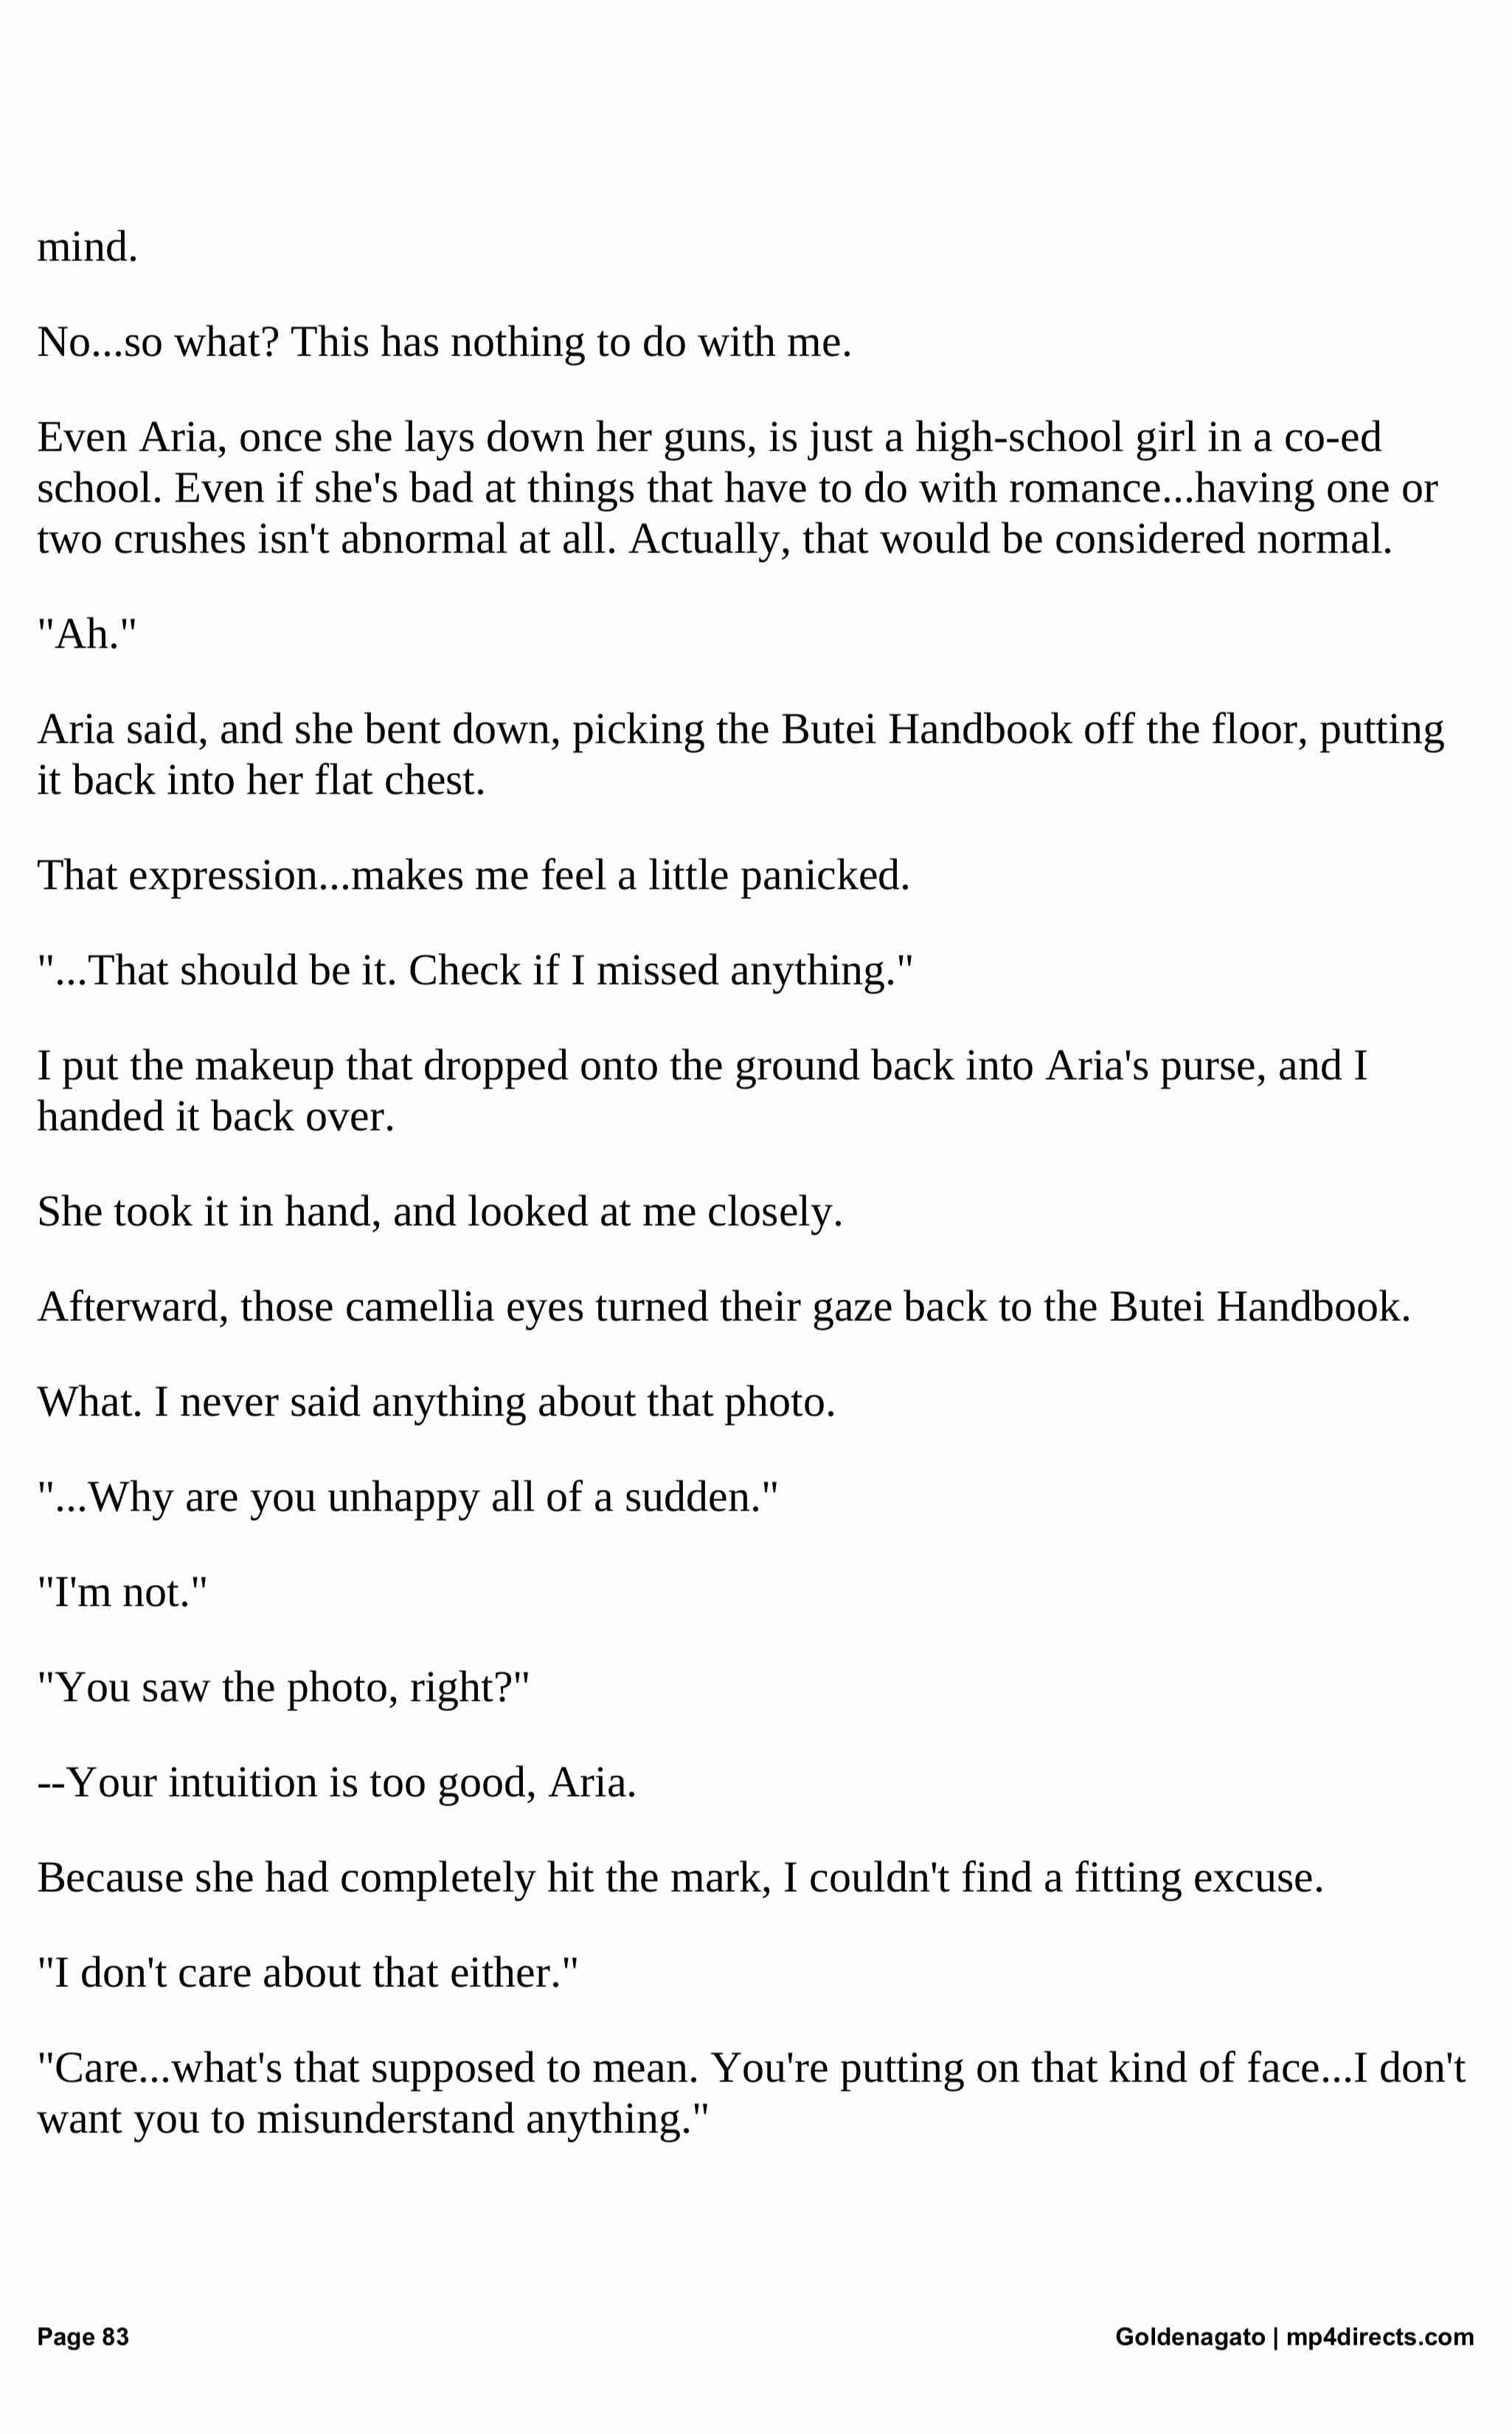 mind.
No...so what? This has nothing to do with me.
Even Aria, once she lays down her guns, is just a high-school girl in a co-ed
school. Even if she's bad at things that have to do with romance...having one or
two crushes isn't abnormal at all. Actually, that would be considered normal.
"Ah."
Aria said, and she bent down, picking the Butei Handbook off the floor, putting
it back into her flat chest.
That expression...makes me feel a little panicked.
"...That should be it. Check if I missed anything."
I put the makeup that dropped onto the ground back into Aria's purse, and I
handed it back over.
She took it in hand, and looked at me closely.
Afterward, those camellia eyes turned their gaze back to the Butei Handbook.
What. I never said anything about that photo.
"...Why are you unhappy all of a sudden."
"I'm not."
"You saw the photo, right?"
--Your intuition is too good, Aria.
Because she had completely hit the mark, I couldn't find a fitting excuse.
"I don't care about that either."
"Care...what's that supposed to mean. You're putting on that kind of face...I don't
want you to misunderstand anything."
Page 83 Goldenagato | mp4directs.com